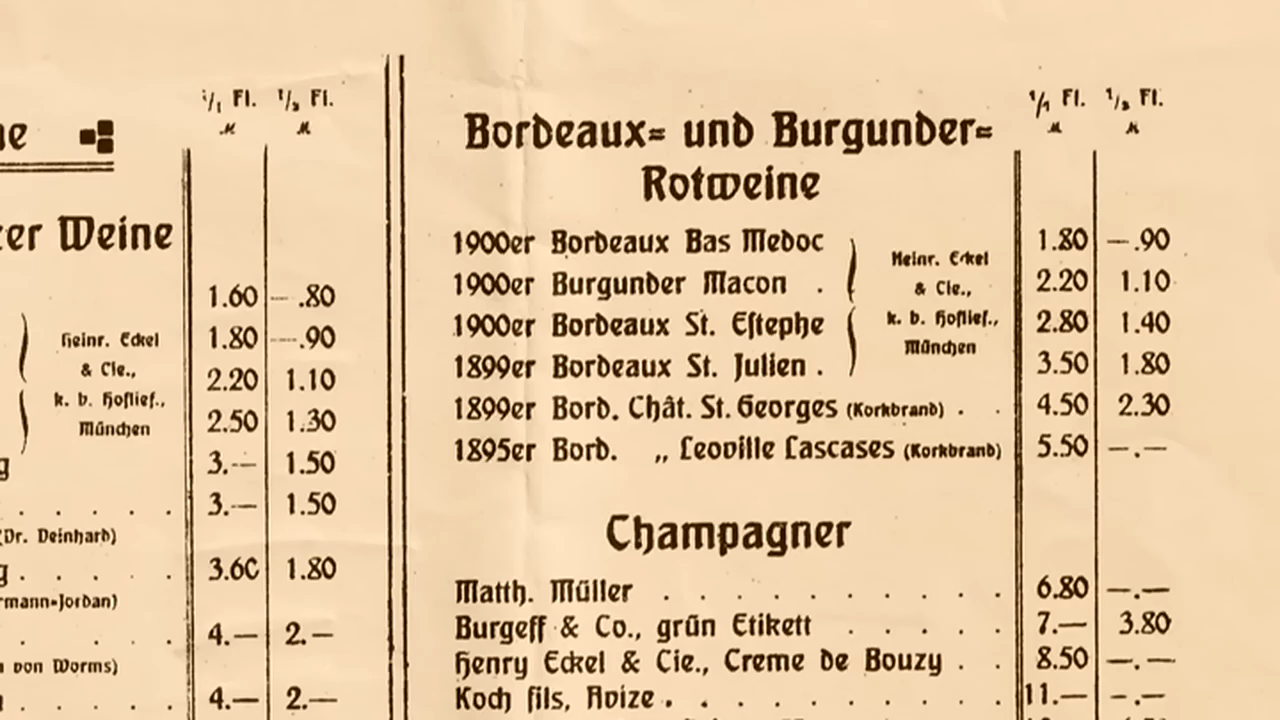 1/1 Fl. 1/2 Fl.
ℳ ℳ
Weine
1.60 —.80
1.80 —.90
Heinr. Eckel
& Cie.,
2.20 1.10
k. b. Hoflief.,
2.50 1.30
München
3.— 1.50
3.— 1.50
(Dr. Deinhard)
3.60 1.80
4.— 2.—
von Worms)
4.— 2.—
1/1 Fl. 1/2 Fl.
ℳ ℳ
Bordeaux= und Burgunder=
Rotweine
1900er Bordeaux Bas Medoc 1.80 —.90
1900er Burgunder Macon . 2.20 1.10
1900er Bordeaux St. Eſtephe 2.80 1.40
1899er Bordeaux St. Julien . 3.50 1.80
Heinr. Eckel
& Cie.,
k. b. Hoflief.,
München
1899er Bord. Chât. St. Georges (Korkbrand) . . 4.50 2.30
1895er Bord. „ Leoville Lascases (Korkbrand) 5.50 —.—
Champagner
Matth. Müller . . . . . . . . . . 6.80 —.—
Burgeff & Co., grün Etikett . . . . . 7.— 3.80
Henry Eckel & Cie., Creme de Bouzy . . 8.50 —.—
Koch fils, Avize . . . . . . . . . . 11.— —.—